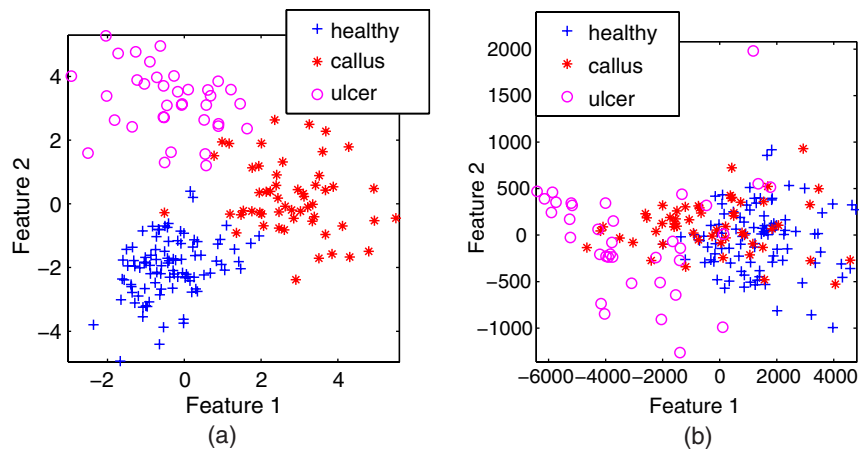 healthy
callus
ulcer
4
2
0
−2
−4
Feature 2
−2 0 2 4
Feature 1
(a)
healthy
callus
ulcer
2000
1500
1000
500
0
−500
−1000
Feature 2
−6000 −4000 −2000 0 2000 4000
Feature 1
(b)